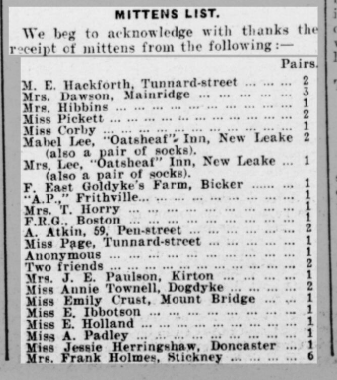 MITTENS LIST.
We beg to acknowledge with thanks the
receipt of mittens from the following:—
Pairs.
M. E. Hackforth, Tunnard-street ... 2
Mrs. Dawson, Mainridge ... ... ... ... 3
Mrs. Hibbins ... ... ... ... ... ... ... 1
Miss Pickett ... ... ... ... ... ... ... 2
Miss Corby ... ... ... ... ... ... ... 1
Mabel Lee, "Oatsheaf" Inn, New Leake 2
(also a pair of socks).
Mrs. Lee, "Oatsheaf" Inn, New Leake ... 1
(also a pair of socks).
F. East Goldyke's Farm, Bicker ... ... 1
"A.P.," Frithville ... ... ... ... ... ... 1
Mrs. T. Horry ... ... ... ... ... ... ... 1
F.R.G., Boston ... ... ... ... ... ... 1
A. Atkin, 59, Pen-street ... ... ... ... 2
Miss Page, Tunnard-street ... ... ... 1
Anonymous ... ... ... ... ... ... ... 1
Two friends ... ... ... ... ... ... ... 2
Mrs. J. E. Paulson, Kirton ... ... ... 1
Miss Annie Townell, Dogdyke ... ... ... 2
Miss Emily Crust, Mount Bridge ... ... 1
Miss E. Ibbotson ... ... ... ... ... ... 1
Miss E. Holland ... ... ... ... ... ... 1
Miss A. Padley ... ... ... ... ... ... 1
Miss Jessie Herringshaw, Doncaster ... 1
Mrs. Frank Holmes, Stickney ... ... ... 6